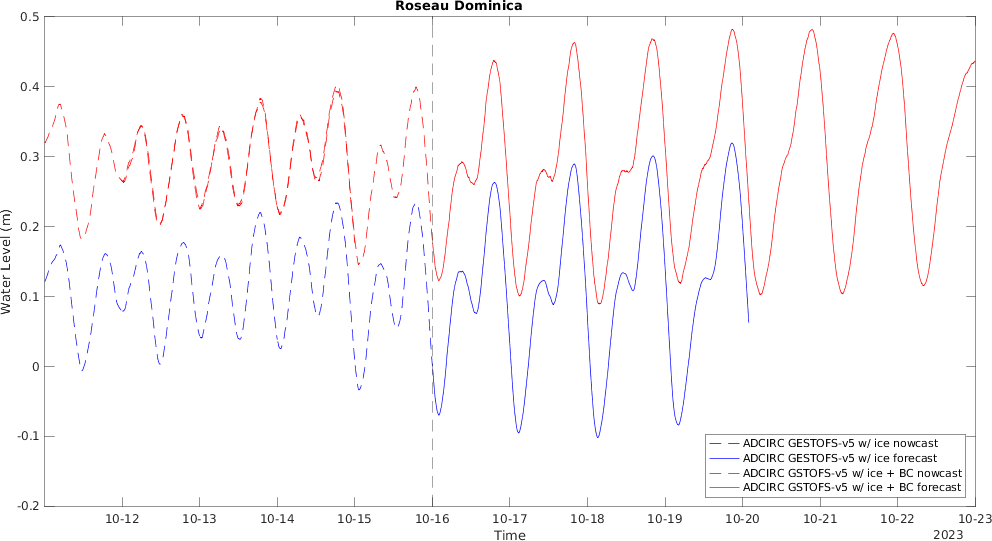 Roseau Dominica
0.5
0.4
0.3
0.2
0.1
0
-0.1
-0.2
Water Level (m)
10-12 10-13 10-14 10-15 10-16 10-17 10-18 10-19 10-20 10-21 10-22 10-23
Time
2023
ADCIRC GESTOFS-v5 w/ ice nowcast
ADCIRC GESTOFS-v5 w/ ice forecast
ADCIRC GSTOFS-v5 w/ ice + BC nowcast
ADCIRC GSTOFS-v5 w/ ice + BC forecast